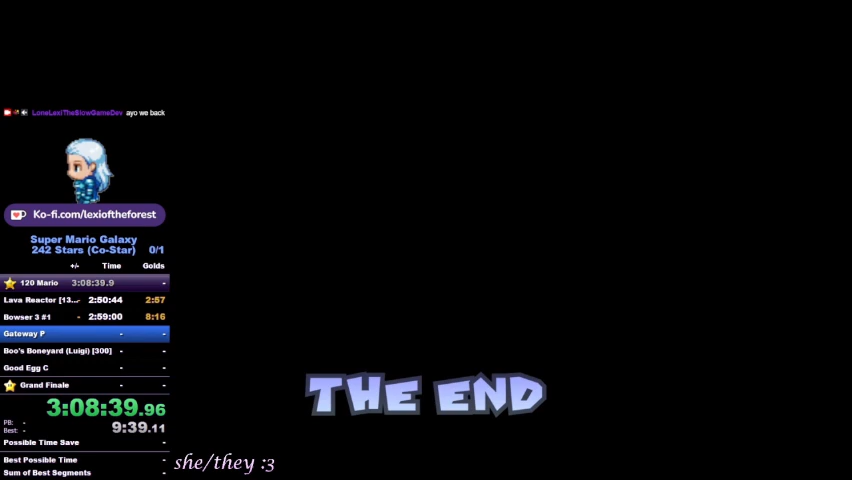 LoneLexiTheSlowGameDev ayo we back
Ko-fi.com/lexioftheforest
Super Mario Galaxy
242 Stars (Co-Star) 0/1
+/- Time Golds
120 Mario 3:08:39.9 -
Lava Reactor [13...- 2:50:44 2:57
Bowser 3 #1 - 2:59:00 8:16
Gateway P - -
Boo's Boneyard (Luigi) [300] - -
Good Egg C - -
Grand Finale - -
3:08:39.96
PB: -
Best: - 9:39.11
Possible Time Save -
Best Possible Time -
Sum of Best Segments -
THE END
she/they :3